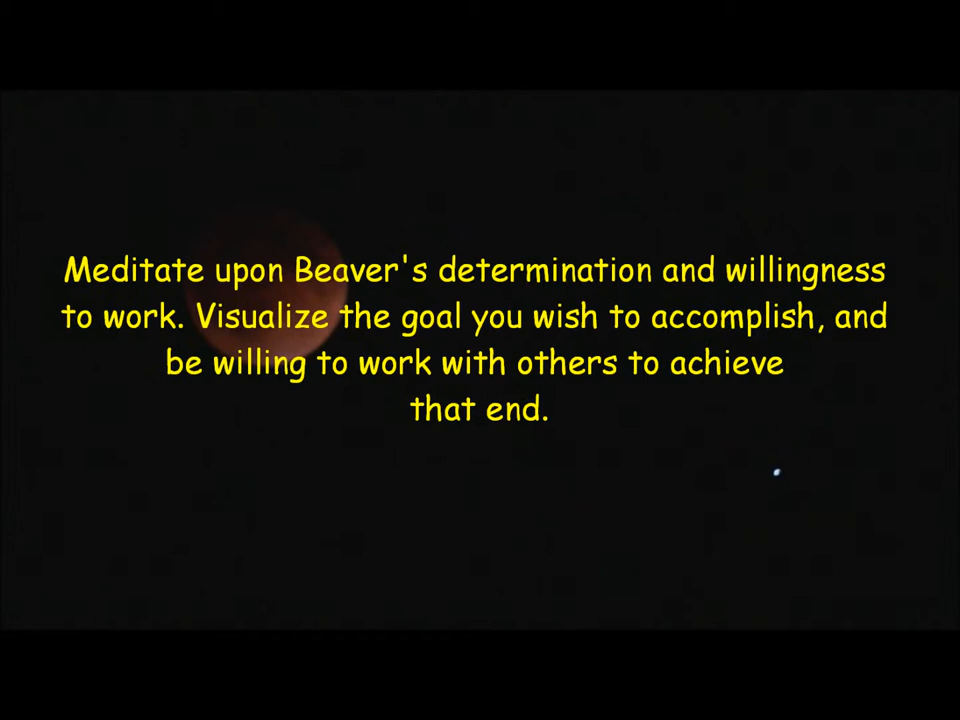 Meditate upon Beaver's determination and willingness
to work. Visualize the goal you wish to accomplish, and
be willing to work with others to achieve
that end.